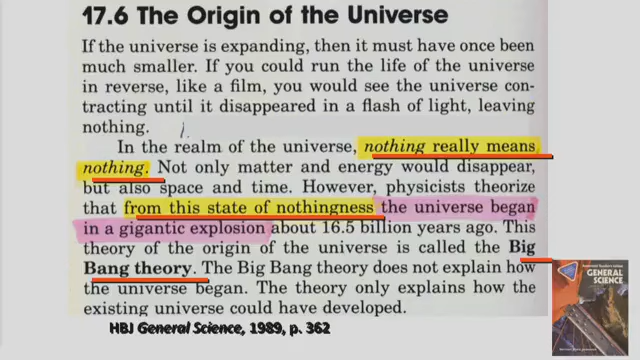 17.6 The Origin of the Universe
If the universe is expanding, then it must have once been
much smaller. If you could run the life of the universe
in reverse, like a film, you would see the universe con-
tracting until it disappeared in a flash of light, leaving
nothing.
In the realm of the universe, nothing really means
nothing. Not only matter and energy would disappear,
but also space and time. However, physicists theorize
that from this state of nothingness the universe began
in a gigantic explosion about 16.5 billion years ago. This
theory of the origin of the universe is called the Big
Bang theory. The Big Bang theory does not explain how
the universe began. The theory only explains how the
existing universe could have developed.
HBJ General Science, 1989, p. 362
GENERAL
SCIENCE